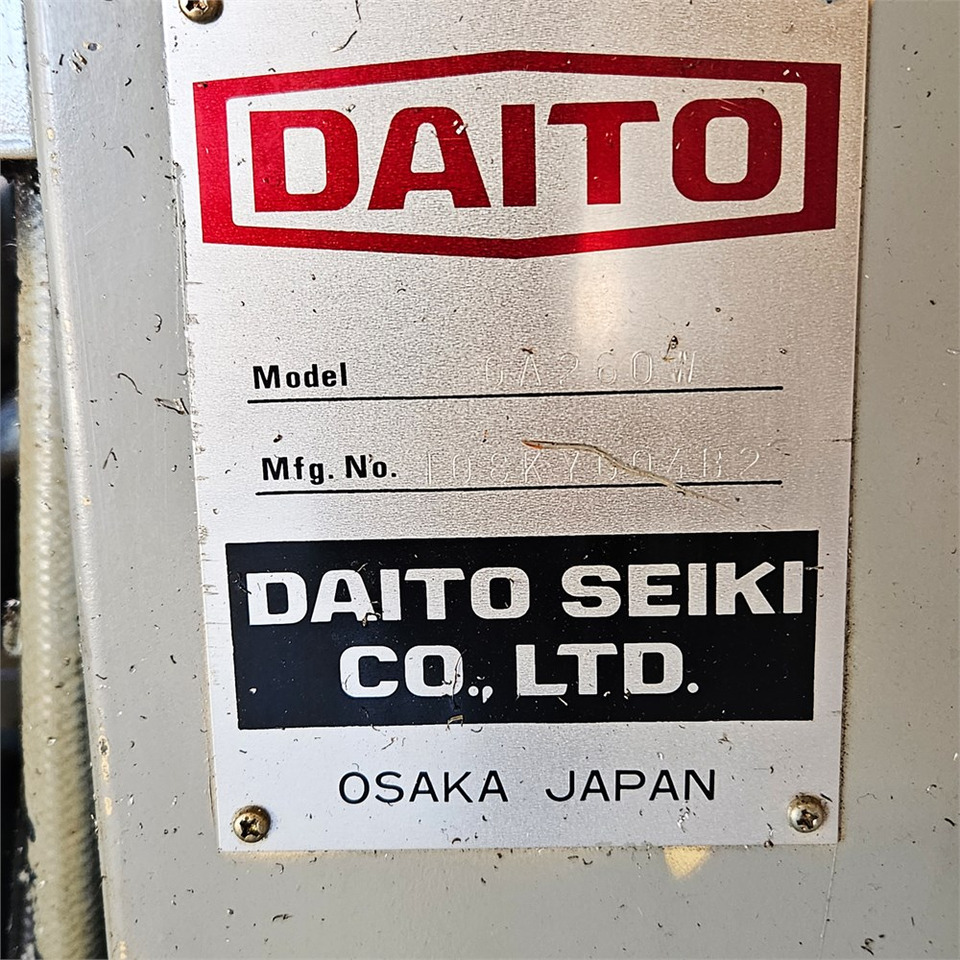 DAITO
Model GA260W
Mfg. No.
DAITO SEIKI
CO., LTD.
OSAKA JAPAN